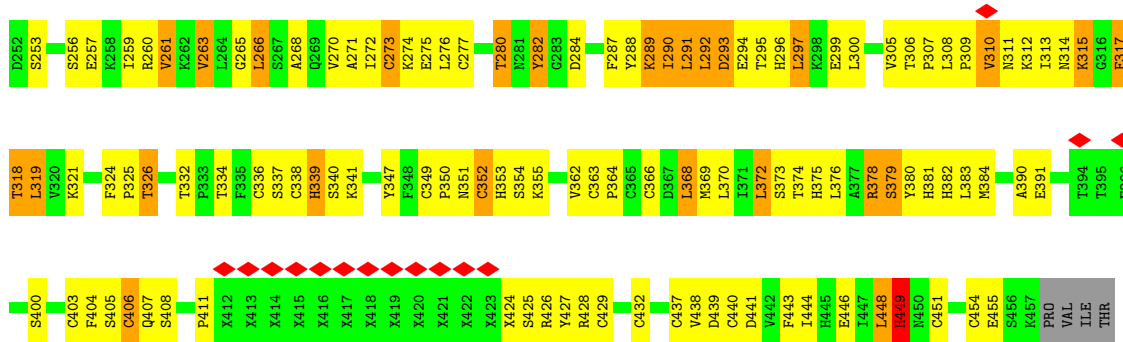 D252 S253 S256 E257 K258 I259 R260 V261 K262 V263 L264 G265 L266 S267 A268 Q269 V270 A271 I272 C273 K274 E275 L276 C277 T280 N281 Y282 G283 D284 F287 Y288 K289 I290 L291 L292 D293 E294 T295 H296 L297 K298 E299 L300 V305 T306 P307 L308 P309 V310 N311 K312 I313 N314 K315 G316 F317
T318 L319 V320 K321 F324 P325 T326 T332 P333 T334 F335 C336 S337 C338 H339 S340 K341 Y347 F348 C349 P350 N351 C352 H353 S354 K355 V362 C363 P364 C365 C366 D367 L368 M369 L370 I371 L372 S373 T374 H375 L376 A377 R378 S379 Y380 H381 H382 L383 M384 A390 E391 T394 T395
S400 C403 F404 S405 C406 Q407 S408 P411 X412 X413 X414 X415 X416 X417 X418 X419 X420 X421 X422 X423 X424 S425 R426 Y427 R428 C429 C432 C437 V438 D439 C440 D441 V442 F443 I444 H445 E446 I447 L448 H449 N450 C451 C454 E455 S456 K457 PRO VAL ILE THR